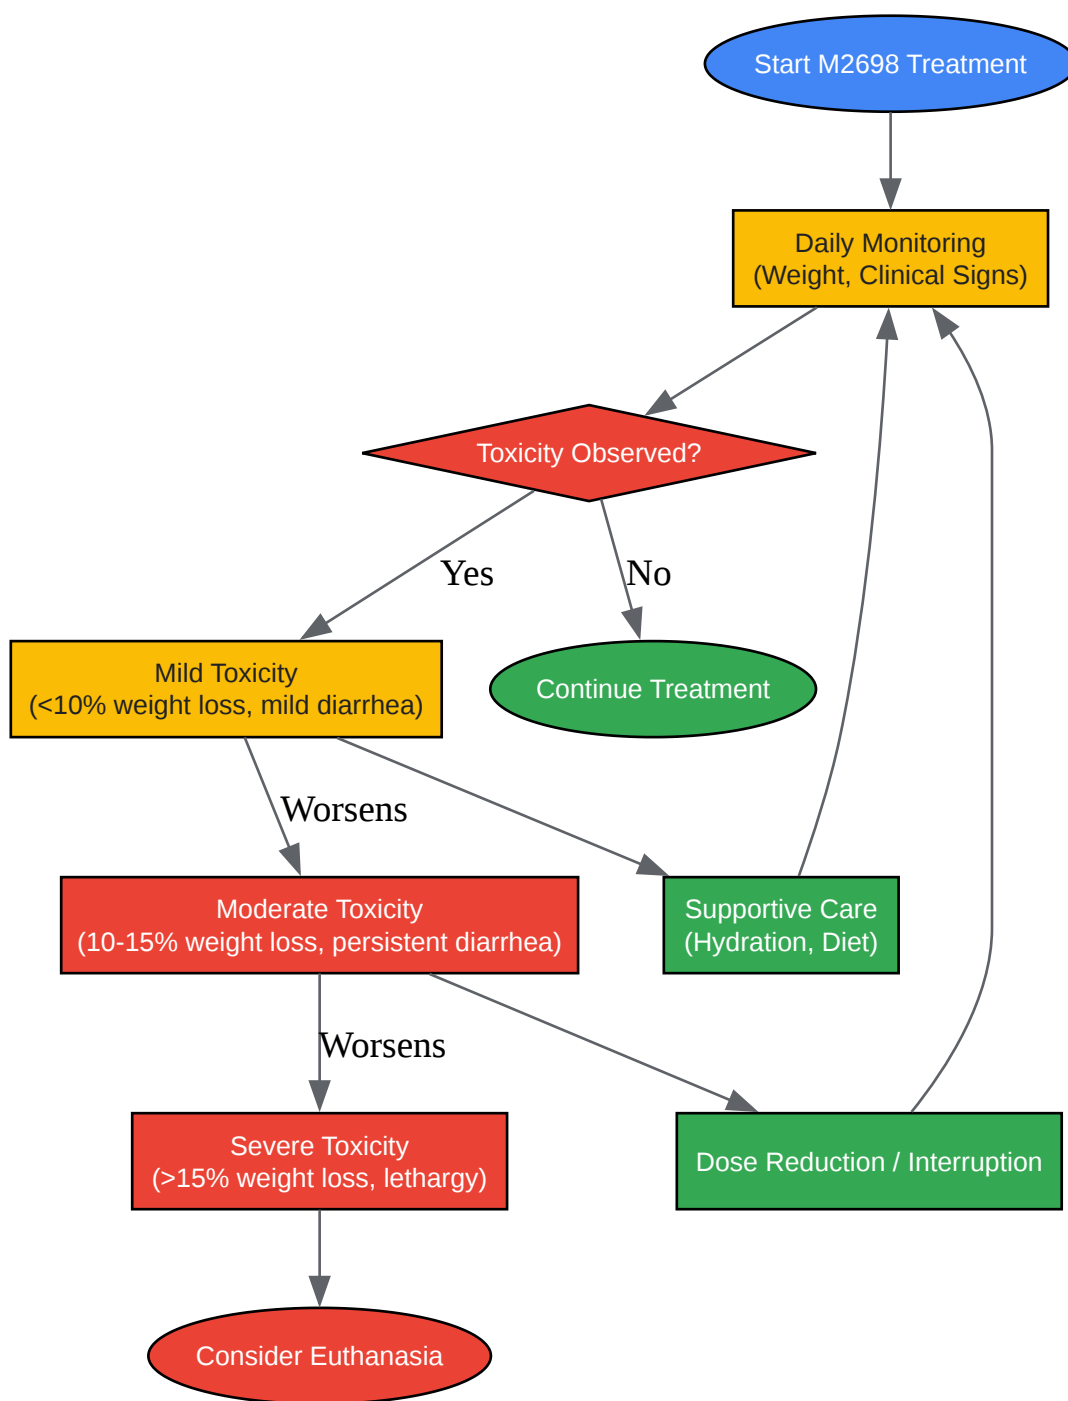 Start M2698 Treatment
Daily Monitoring
(Weight, Clinical Signs)
Toxicity Observed?
Yes
No
Mild Toxicity
(<10% weight loss, mild diarrhea)
Continue Treatment
Worsens
Moderate Toxicity
(10-15% weight loss, persistent diarrhea)
Supportive Care
(Hydration, Diet)
Worsens
Severe Toxicity
(>15% weight loss, lethargy)
Dose Reduction / Interruption
Consider Euthanasia